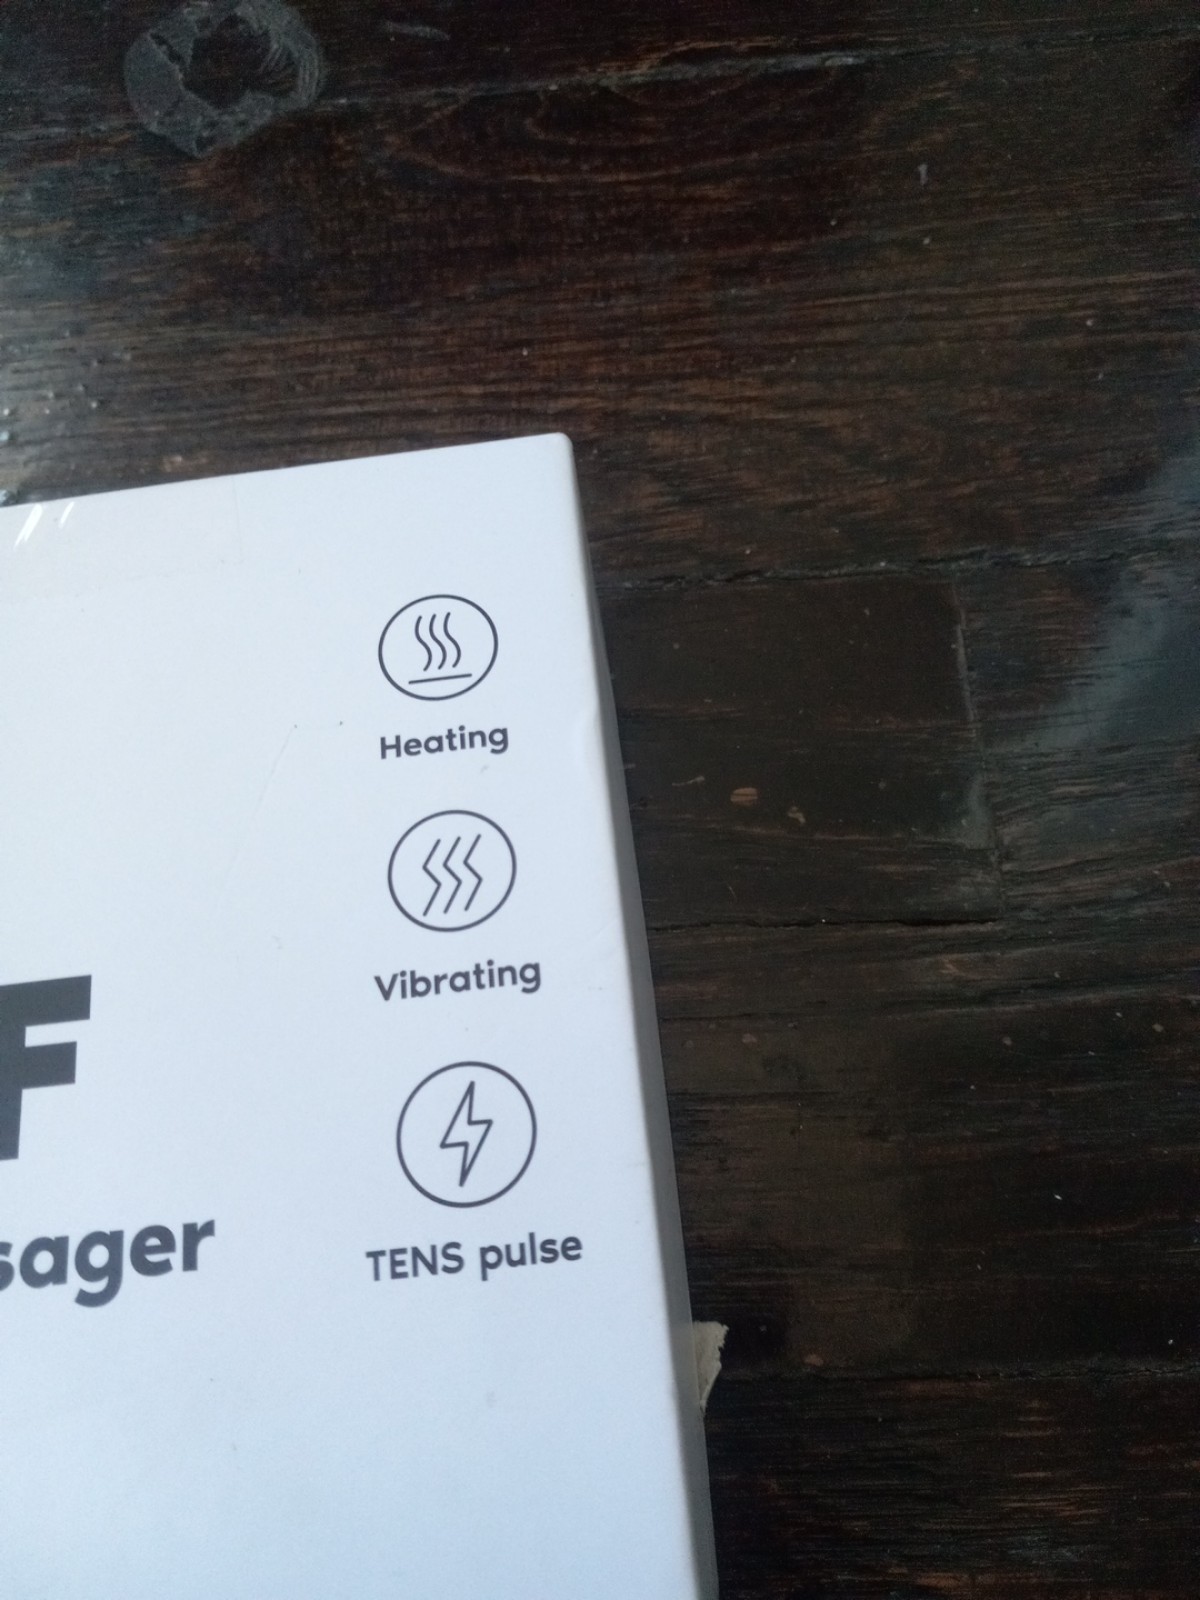 Heating
Vibrating
F
sager
TENS pulse